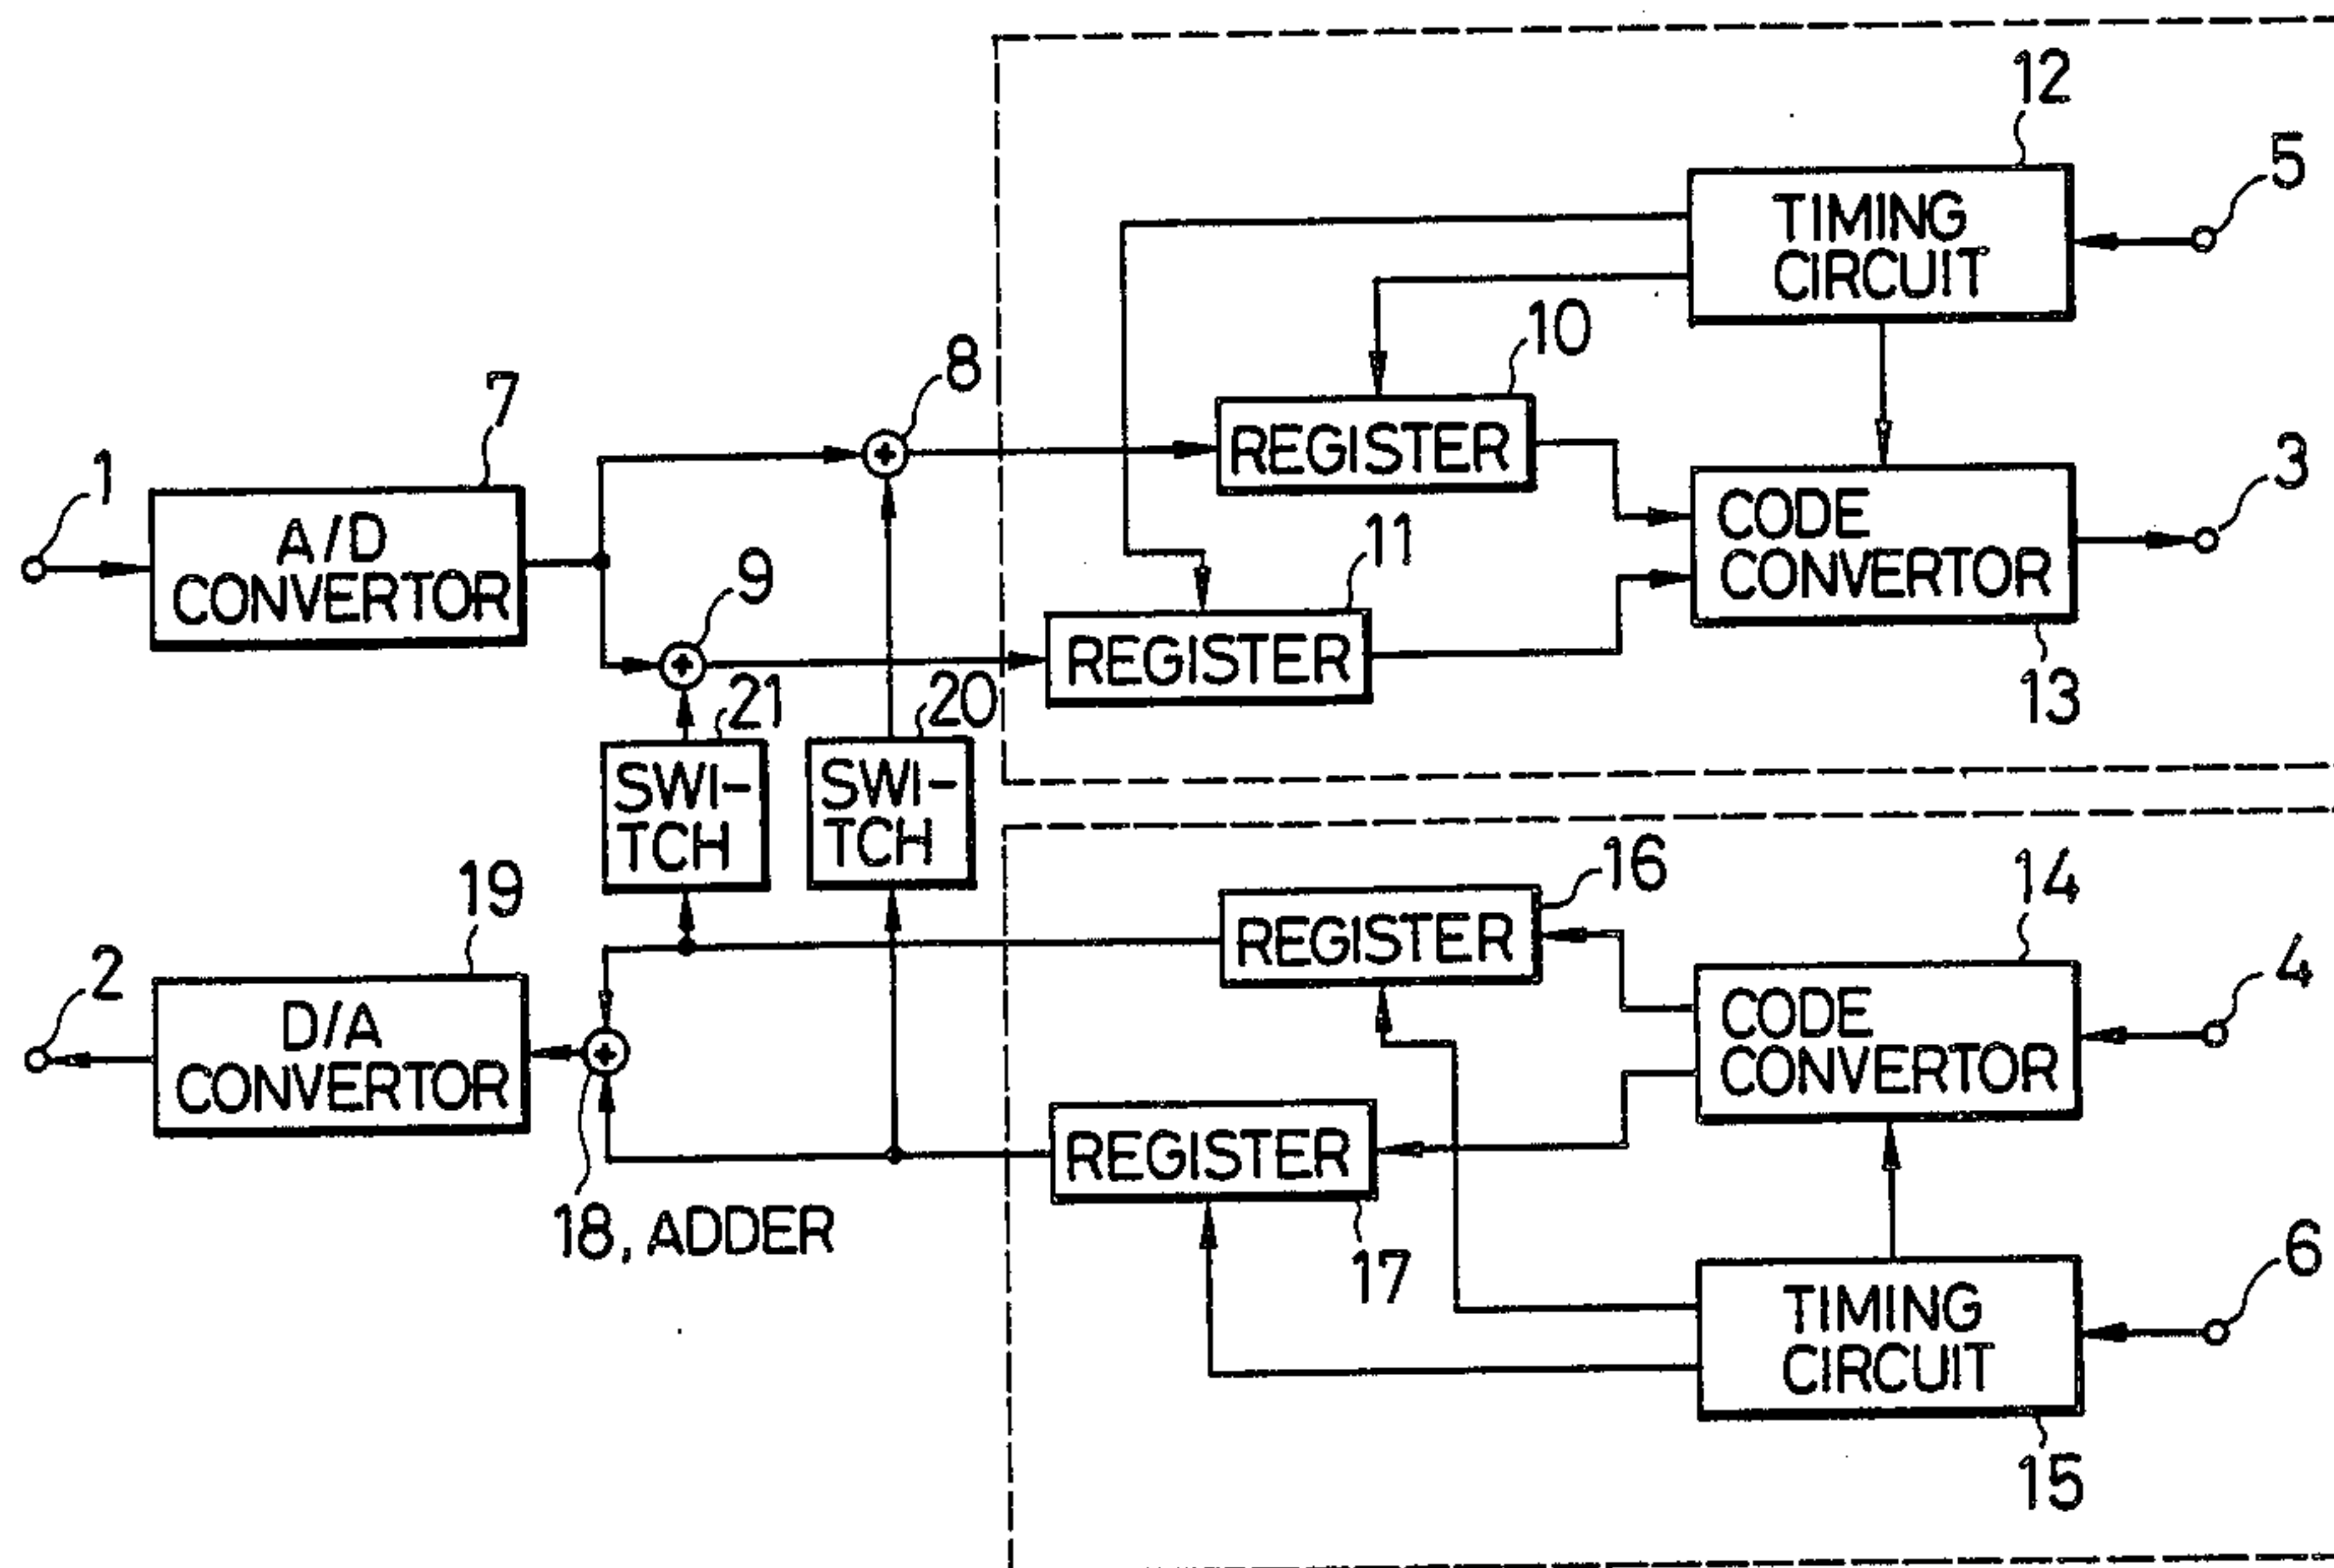 12
5
TIMING
CIRCUIT
10
8
7
REGISTER
3
1
A/D
CONVERTOR
CODE
CONVERTOR
11
9
REGISTER
13
21
20
SWI-
TCH
SWI-
TCH
16
14
19
REGISTER
4
2
D/A
CONVERTOR
CODE
CONVERTOR
REGISTER
18, ADDER
17
6
TIMING
CIRCUIT
15